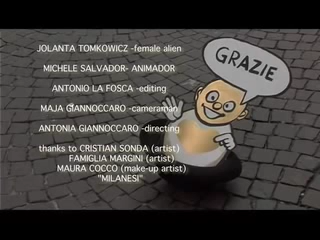 JOLANTA TOMKOWICZ -female alien
MICHELE SALVADOR- ANIMADOR
ANTONIO LA FOSCA -editing
MAJA GIANNOCCARO -cameraman
ANTONIA GIANNOCCARO -directing
thanks to CRISTIAN SONDA (artist)
FAMIGLIA MARGINI (artist)
MAURA COCCO (make-up artist)
"MILANESI"
GRAZIE